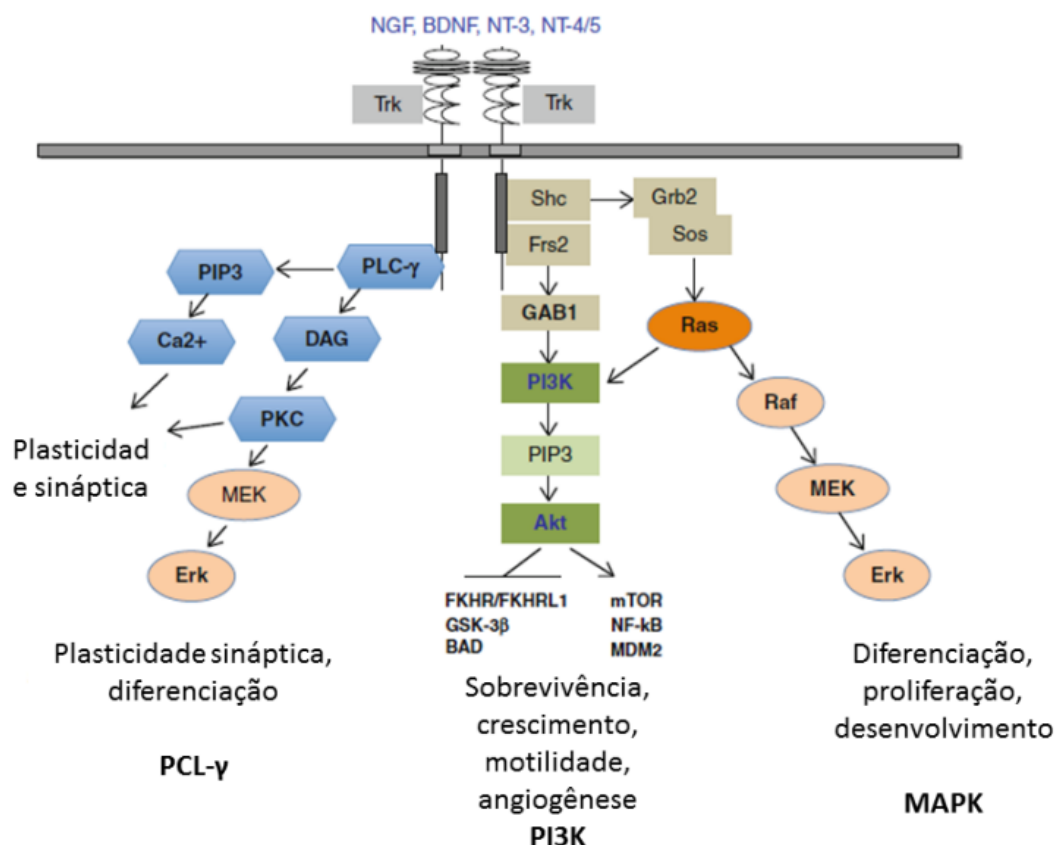 NGF, BDNF, NT-3, NT-4/5
Trk
Trk
Shc
Grb2
Frs2
Sos
PIP3
PLC-γ
GAB1
Ras
Ca2+
DAG
PI3K
Raf
PKC
PIP3
Plasticidad
e sináptica
MEK
MEK
Akt
Erk
Erk
FKHR/FKHRL1
GSK-3β
BAD
mTOR
NF-kB
MDM2
Plasticidade sináptica,
diferenciação
PCL-γ
Sobrevivência,
crescimento,
motilidade,
angiogênese
PI3K
Diferenciação,
proliferação,
desenvolvimento
MAPK